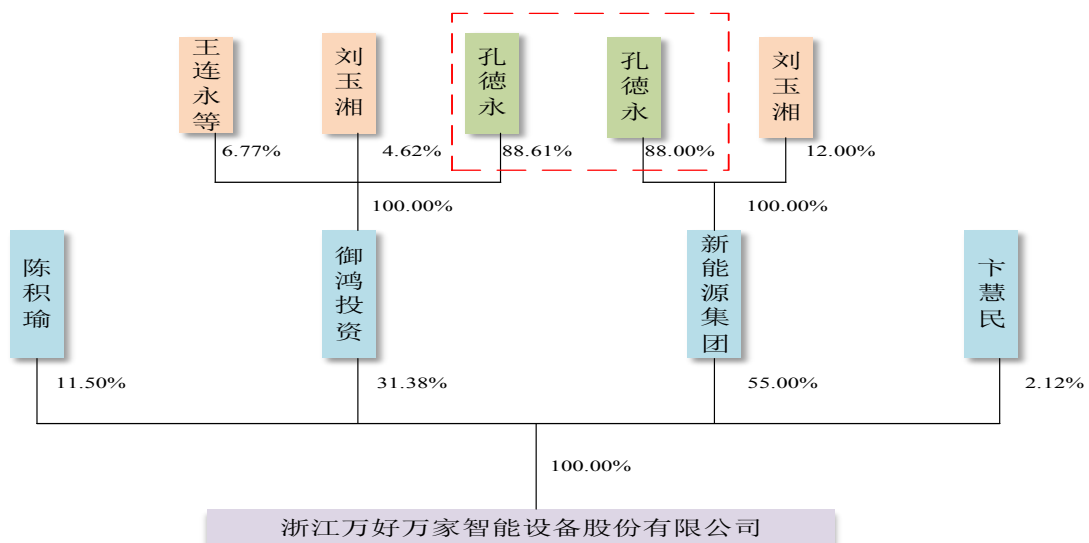 王连永等
刘玉湘
孔德永
孔德永
刘玉湘
6.77%
4.62%
88.61%
88.00%
12.00%
100.00%
100.00%
陈积瑜
御鸿投资
新能源集团
卞慧民
11.50%
31.38%
55.00%
2.12%
100.00%
浙江万好万家智能设备股份有限公司